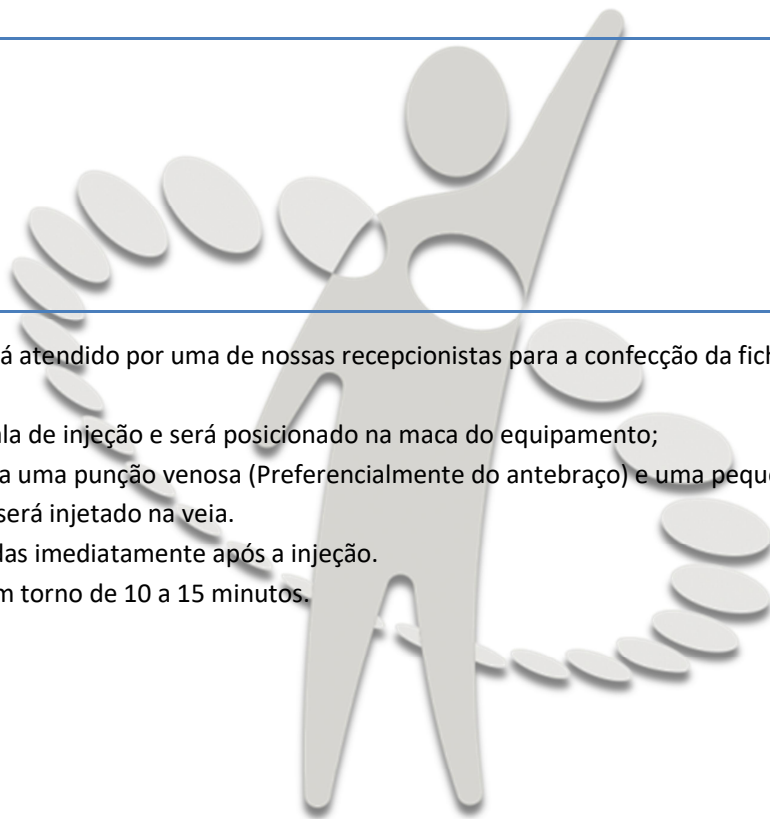 á atendido por uma de nossas recepcionistas para a confecção da fich
ala de injeção e será posicionado na maca do equipamento;
a uma punção venosa (Preferencialmente do antebraço) e uma peque
será injetado na veia.
das imediatamente após a injeção.
m torno de 10 a 15 minutos.